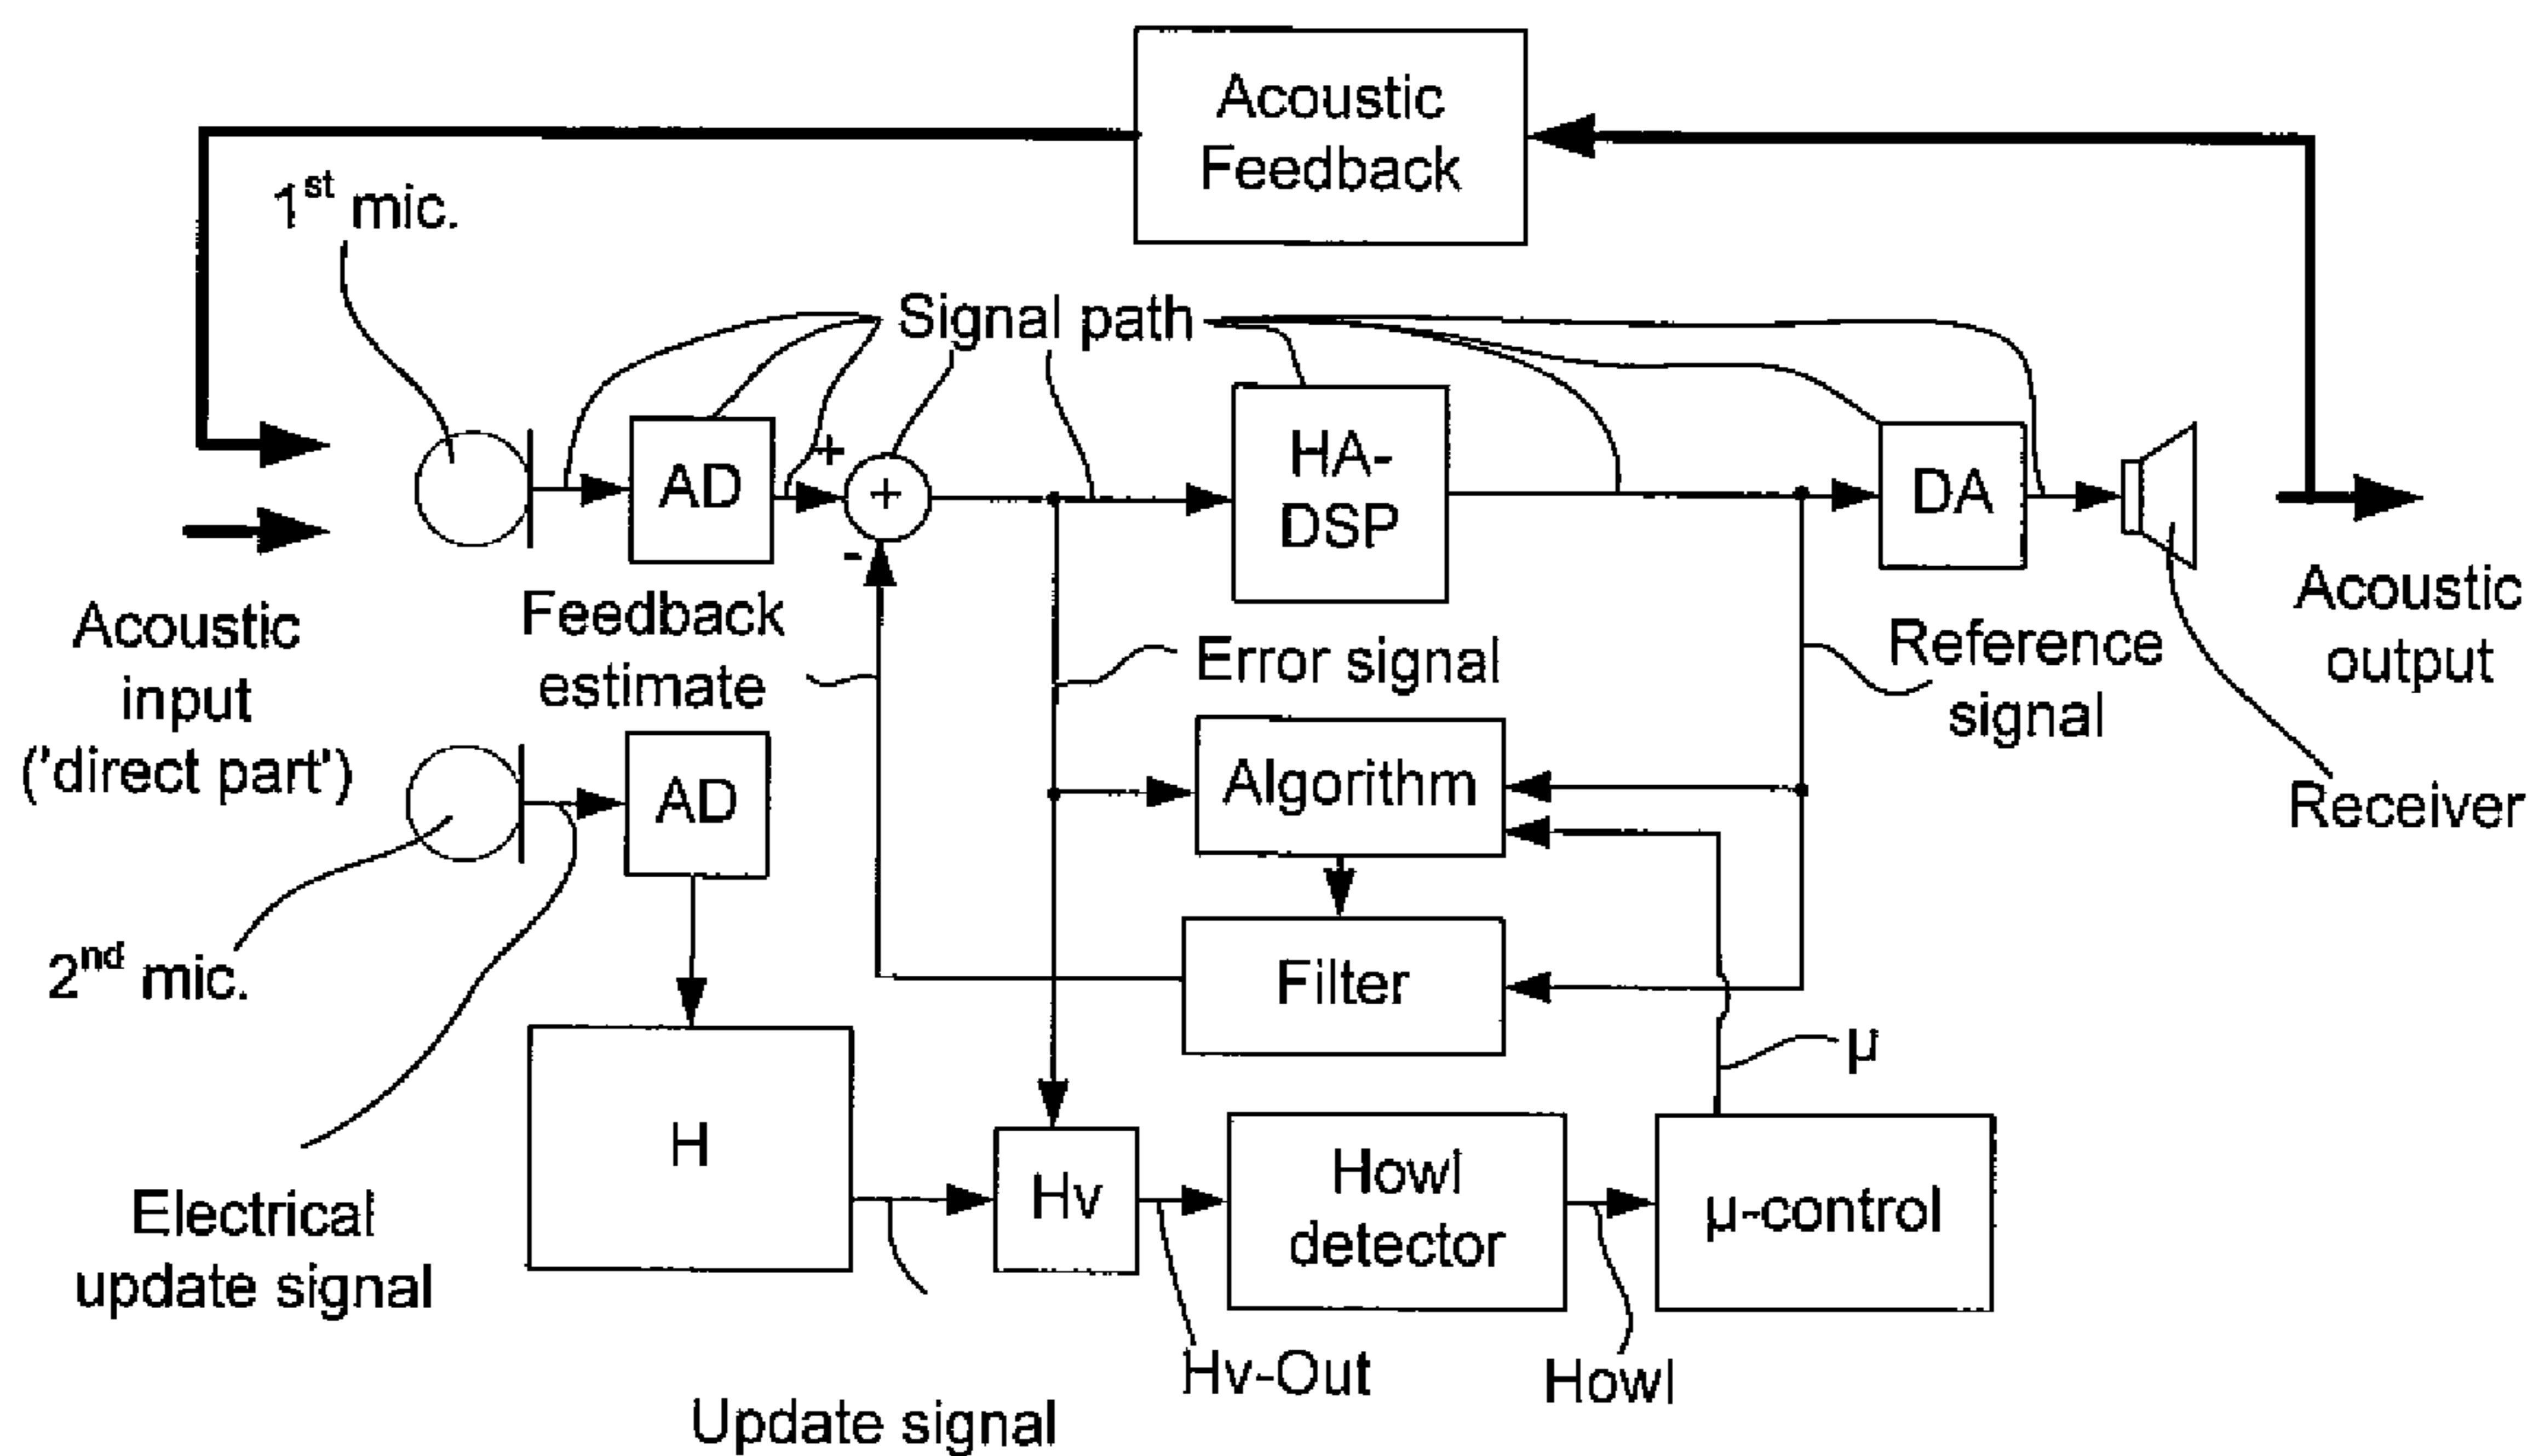 Acoustic
Feedback
1st mic.
Signal path
+
AD
+
-
HA-
DSP
DA
Acoustic
input
('direct part')
Feedback
estimate
Error signal
Reference
signal
Acoustic
output
Receiver
AD
Algorithm
2nd mic.
Filter
µ
H
Hv
Howl
detector
µ-control
Electrical
update signal
Hv-Out
Howl
Update signal